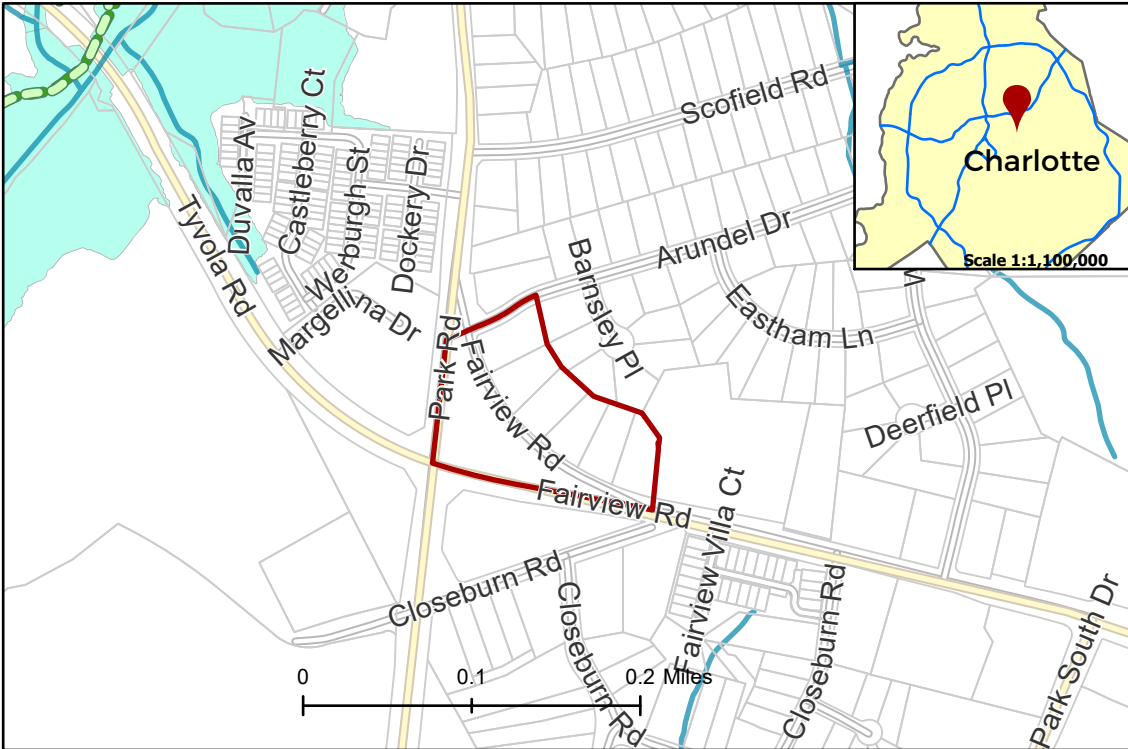 Scofield Rd
Duvalla Av
Castleberry Ct
Werburgh St
Dockery Dr
Charlotte
Scale 1:1,100,000
Tyvola Rd
Arundel Dr
Barnsley Pl
W
Margellina Dr
Eastham Ln
Park Rd
Fairview Rd
Deerfield Pl
Fairview Rd
Fairview Villa Ct
Closeburn Rd
Closeburn Rd
Closeburn Rd
Park South Dr
0 0.1 0.2 Miles